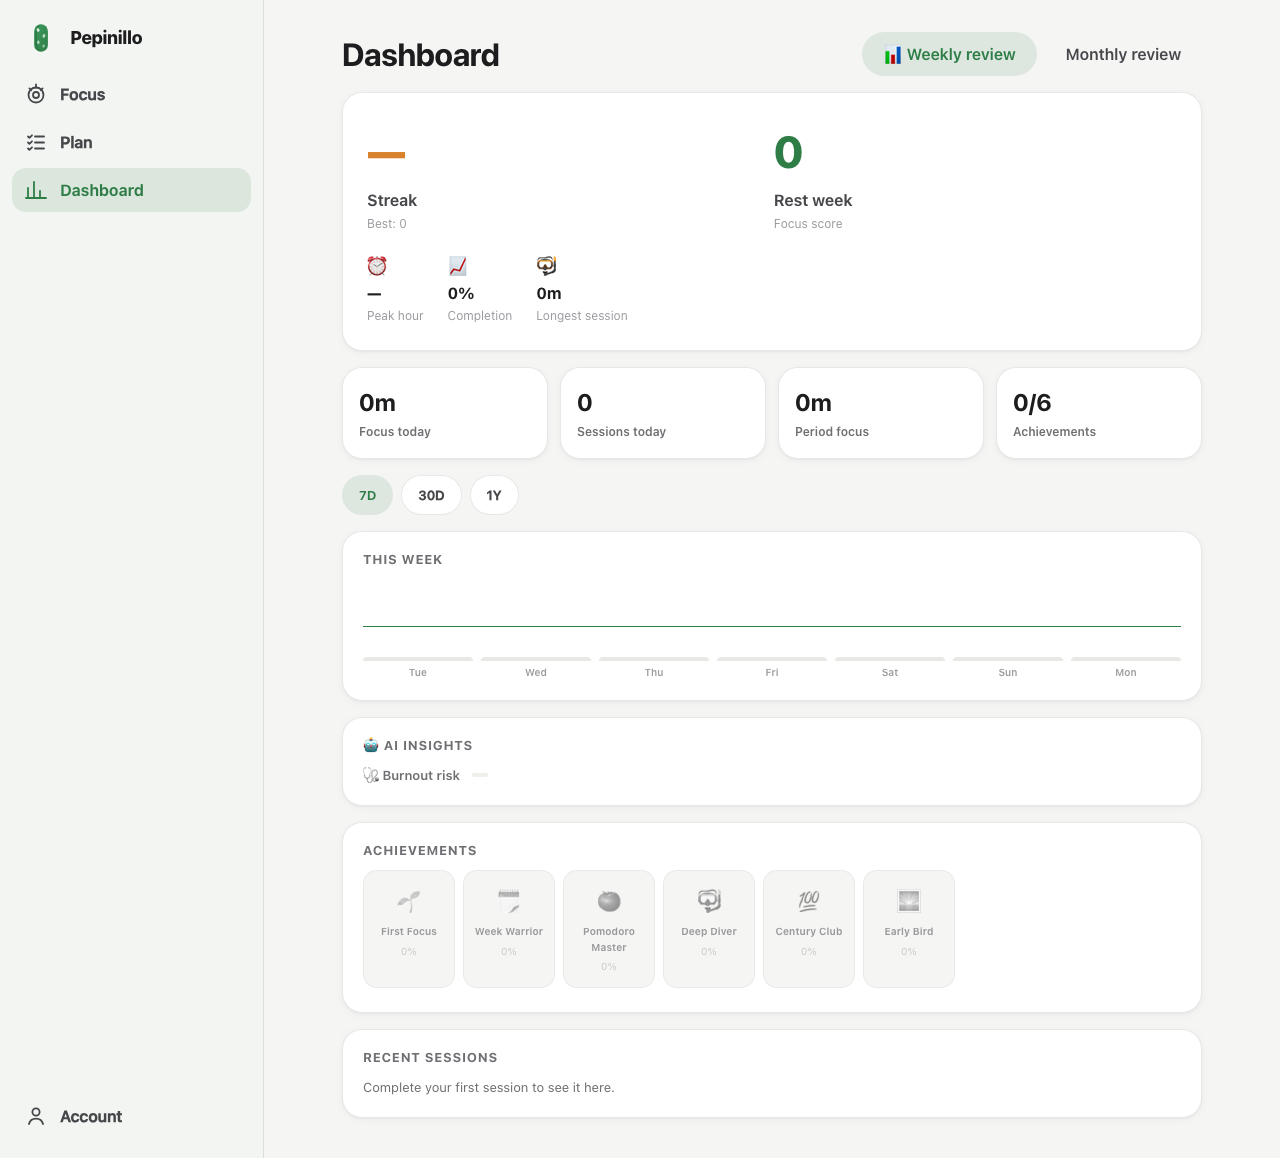 Pepinillo
Focus
Plan
Dashboard
Account
Dashboard
📊 Weekly review
Monthly review
—
Streak
Best: 0
0
Rest week
Focus score
⏰
—
Peak hour
📈
0%
Completion
🤿
0m
Longest session
0m
Focus today
0
Sessions today
0m
Period focus
0/6
Achievements
7D
30D
1Y
THIS WEEK
Tue
Wed
Thu
Fri
Sat
Sun
Mon
🤖 AI INSIGHTS
🩺 Burnout risk
ACHIEVEMENTS
First Focus
0%
Week Warrior
0%
Pomodoro
Master
0%
Deep Diver
0%
Century Club
0%
Early Bird
0%
RECENT SESSIONS
Complete your first session to see it here.